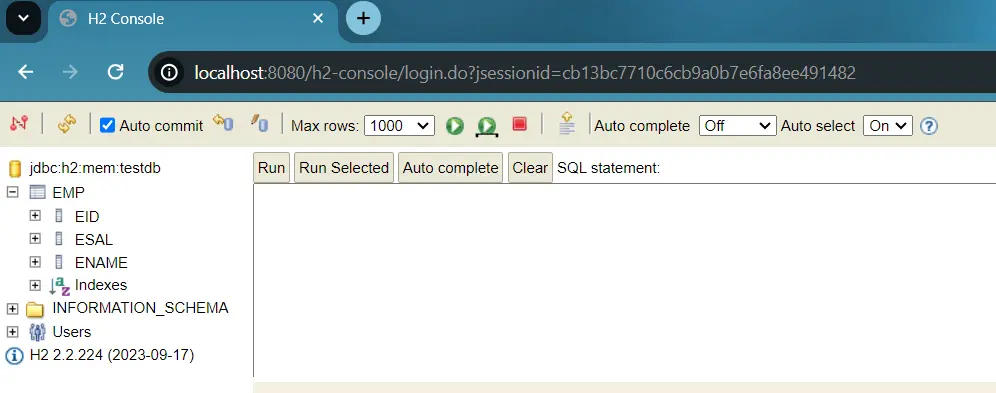 H2 Console
localhost:8080/h2-console/login.do?jsessionid=cb13bc7710c6cb9a0b7e6fa8ee491482
Auto commit Max rows: 1000 Auto complete Off Auto select On
jdbc:h2:mem:testdb
Run Run Selected Auto complete Clear SQL statement:
EMP
EID
ESAL
ENAME
Indexes
INFORMATION_SCHEMA
Users
H2 2.2.224 (2023-09-17)